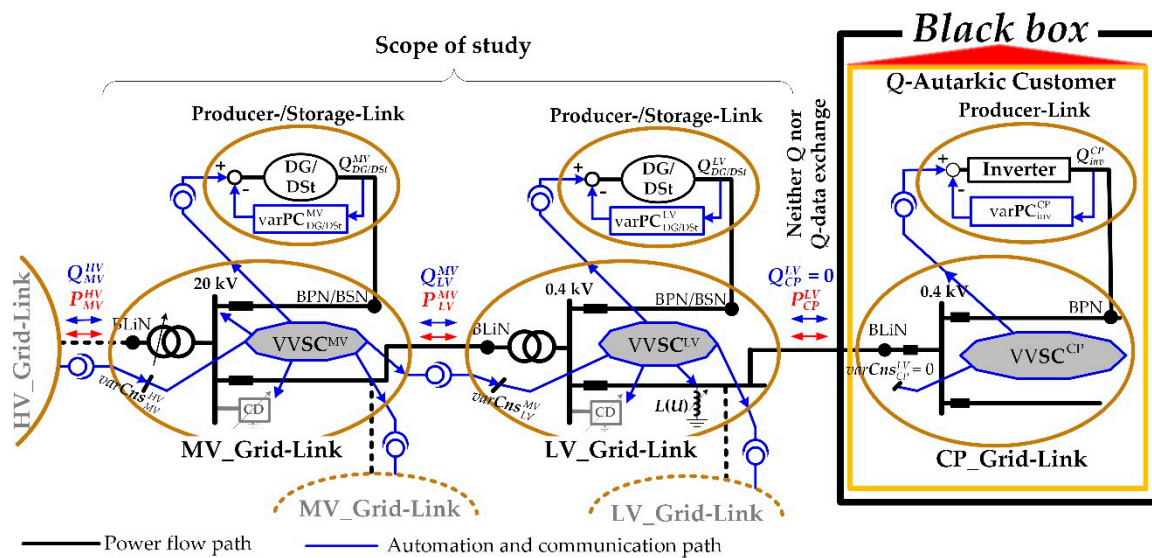 Black box
Scope of study
Q-Autarkic Customer
Producer-/Storage-Link
Producer-/Storage-Link
Producer-Link
Neither Q nor
Q-data exchange
+
DG/
DSt
Q^{MV}_{DG/DSt}
-
varPC^{MV}_{DG/DSt}
+
DG/
DSt
Q^{LV}_{DG/DSt}
-
varPC^{LV}_{DG/DSt}
+
Inverter
Q^{CP}_{inv}
-
varPC^{CP}_{inv}
HV_Grid-Link
Q^{HV}_{MV}
P^{HV}_{MV}
20 kV
BPN/BSN
BLiN
VVSC^{MV}
varCns^{HV}_{MV}
CD
MV_Grid-Link
Q^{MV}_{LV}
P^{MV}_{LV}
0.4 kV
BPN/BSN
BLiN
VVSC^{LV}
varCns^{MV}_{LV}
CD
L(U)
LV_Grid-Link
Q^{LV}_{CP} = 0
P^{LV}_{CP}
0.4 kV
BPN
BLiN
VVSC^{CP}
varCns^{LV}_{CP} = 0
CP_Grid-Link
MV_Grid-Link
LV_Grid-Link
Power flow path
Automation and communication path